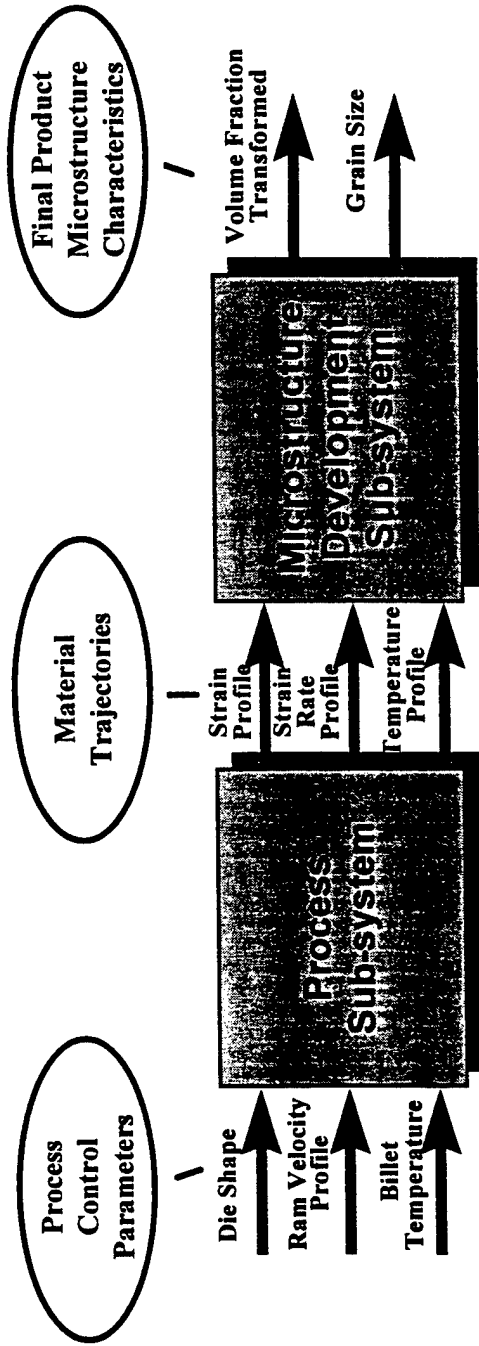 Process
Control
Parameters
Material
Trajectories
Final Product
Microstructure
Characteristics
Die Shape
Ram Velocity
Profile
Billet
Temperature
Process
Sub-system
Strain
Profile
Strain
Rate
Profile
Temperature
Profile
Microstructure
Development
Sub-system
Volume Fraction
Transformed
Grain Size